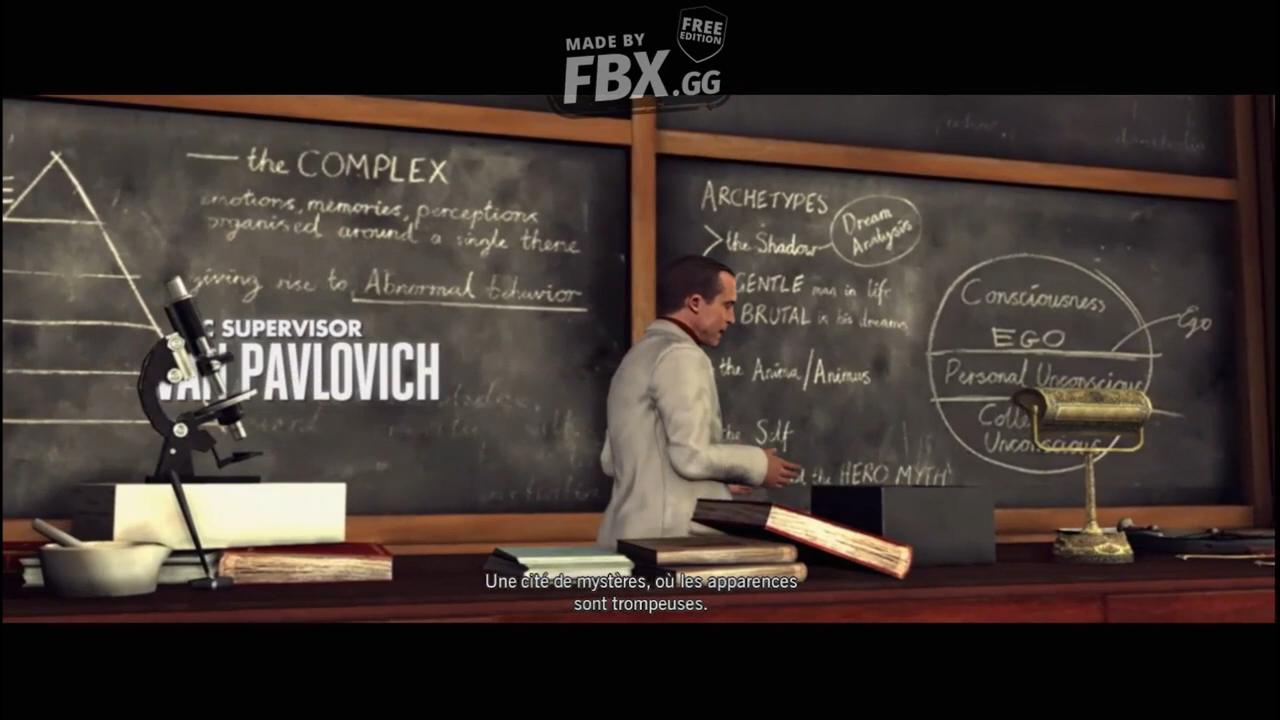 MADE BY
FBX.GG
FREE
EDITION
the COMPLEX
emotions, memories, perceptions
organised around a single theme
giving rise to Abnormal behavior
SUPERVISOR
PAVLOVICH
ARCHETYPES
the Shadow
Dream
Analysis
GENTLE man in life
BRUTAL in his dreams
the Anima/Animus
the Self
the HERO MYTH
Consciousness
EGO
Ego
Personal Unconscious
Unconscious
Une cité de mystères, où les apparences
sont trompeuses.